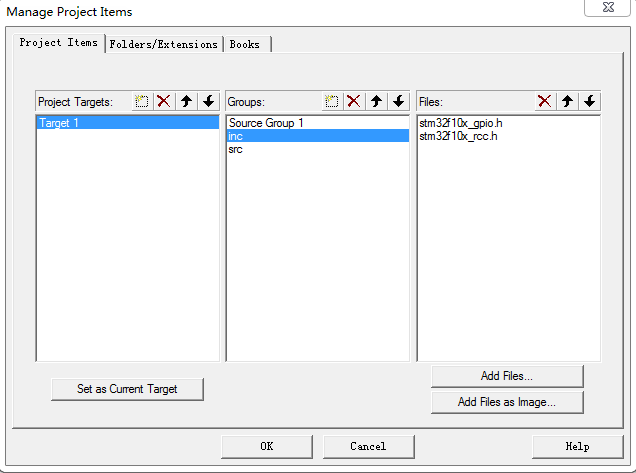 Manage Project Items
Project Items
Folders/Extensions
Books
Project Targets:
Groups:
Files:
Target 1
Source Group 1
inc
src
stm32f10x_gpio.h
stm32f10x_rcc.h
Set as Current Target
Add Files...
Add Files as Image...
OK
Cancel
Help